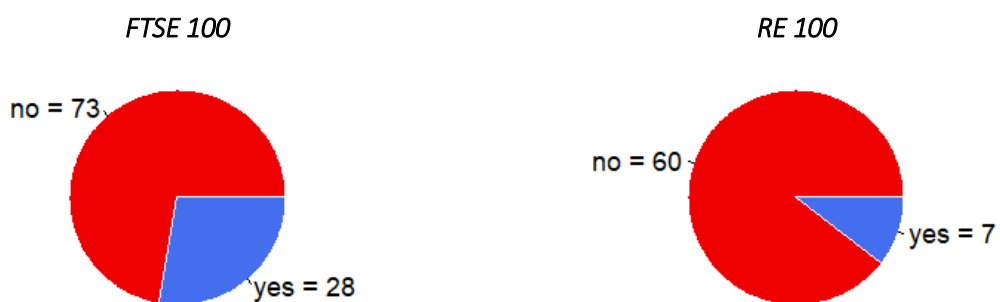 FTSE 100
no = 73
yes = 28
RE 100
no = 60
yes = 7